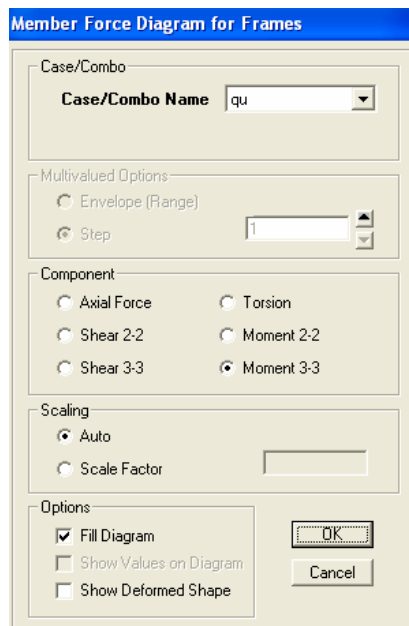 Member Force Diagram for Frames
Case/Combo
Case/Combo Name qu
Multivalued Options
Envelope (Range)
Step 1
Component
Axial Force Torsion
Shear 2-2 Moment 2-2
Shear 3-3 Moment 3-3
Scaling
Auto
Scale Factor
Options
Fill Diagram OK
Show Values on Diagram
Cancel
Show Deformed Shape